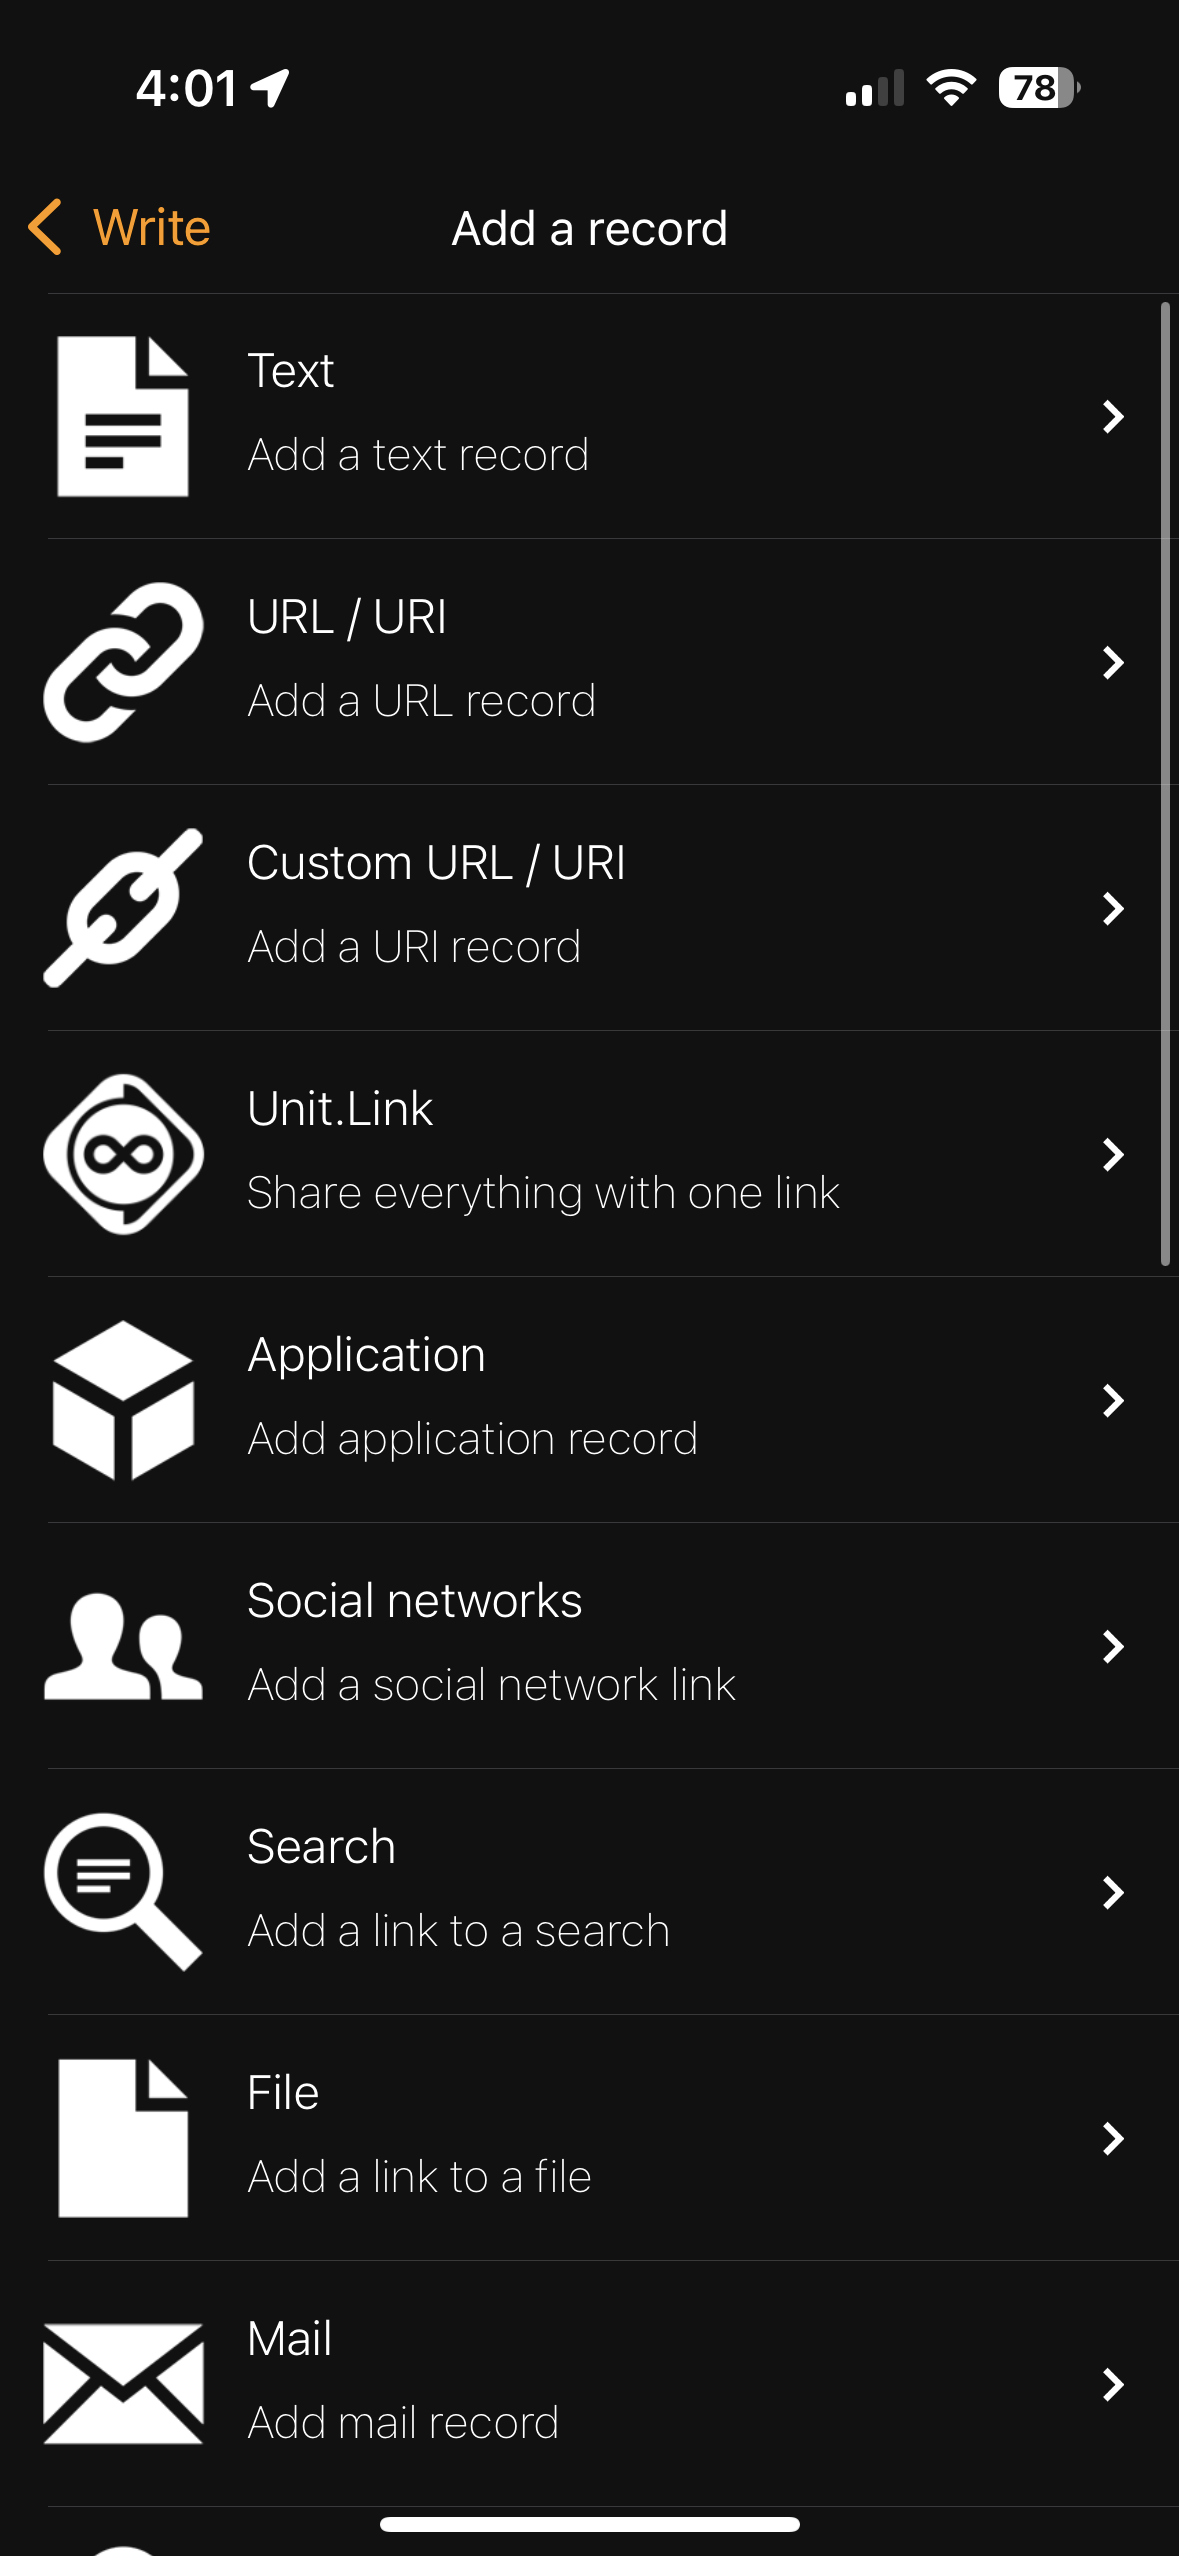 4:01
78
Write
Add a record
Text
Add a text record
URL / URI
Add a URL record
Custom URL / URI
Add a URI record
Unit.Link
Share everything with one link
Application
Add application record
Social networks
Add a social network link
Search
Add a link to a search
File
Add a link to a file
Mail
Add mail record